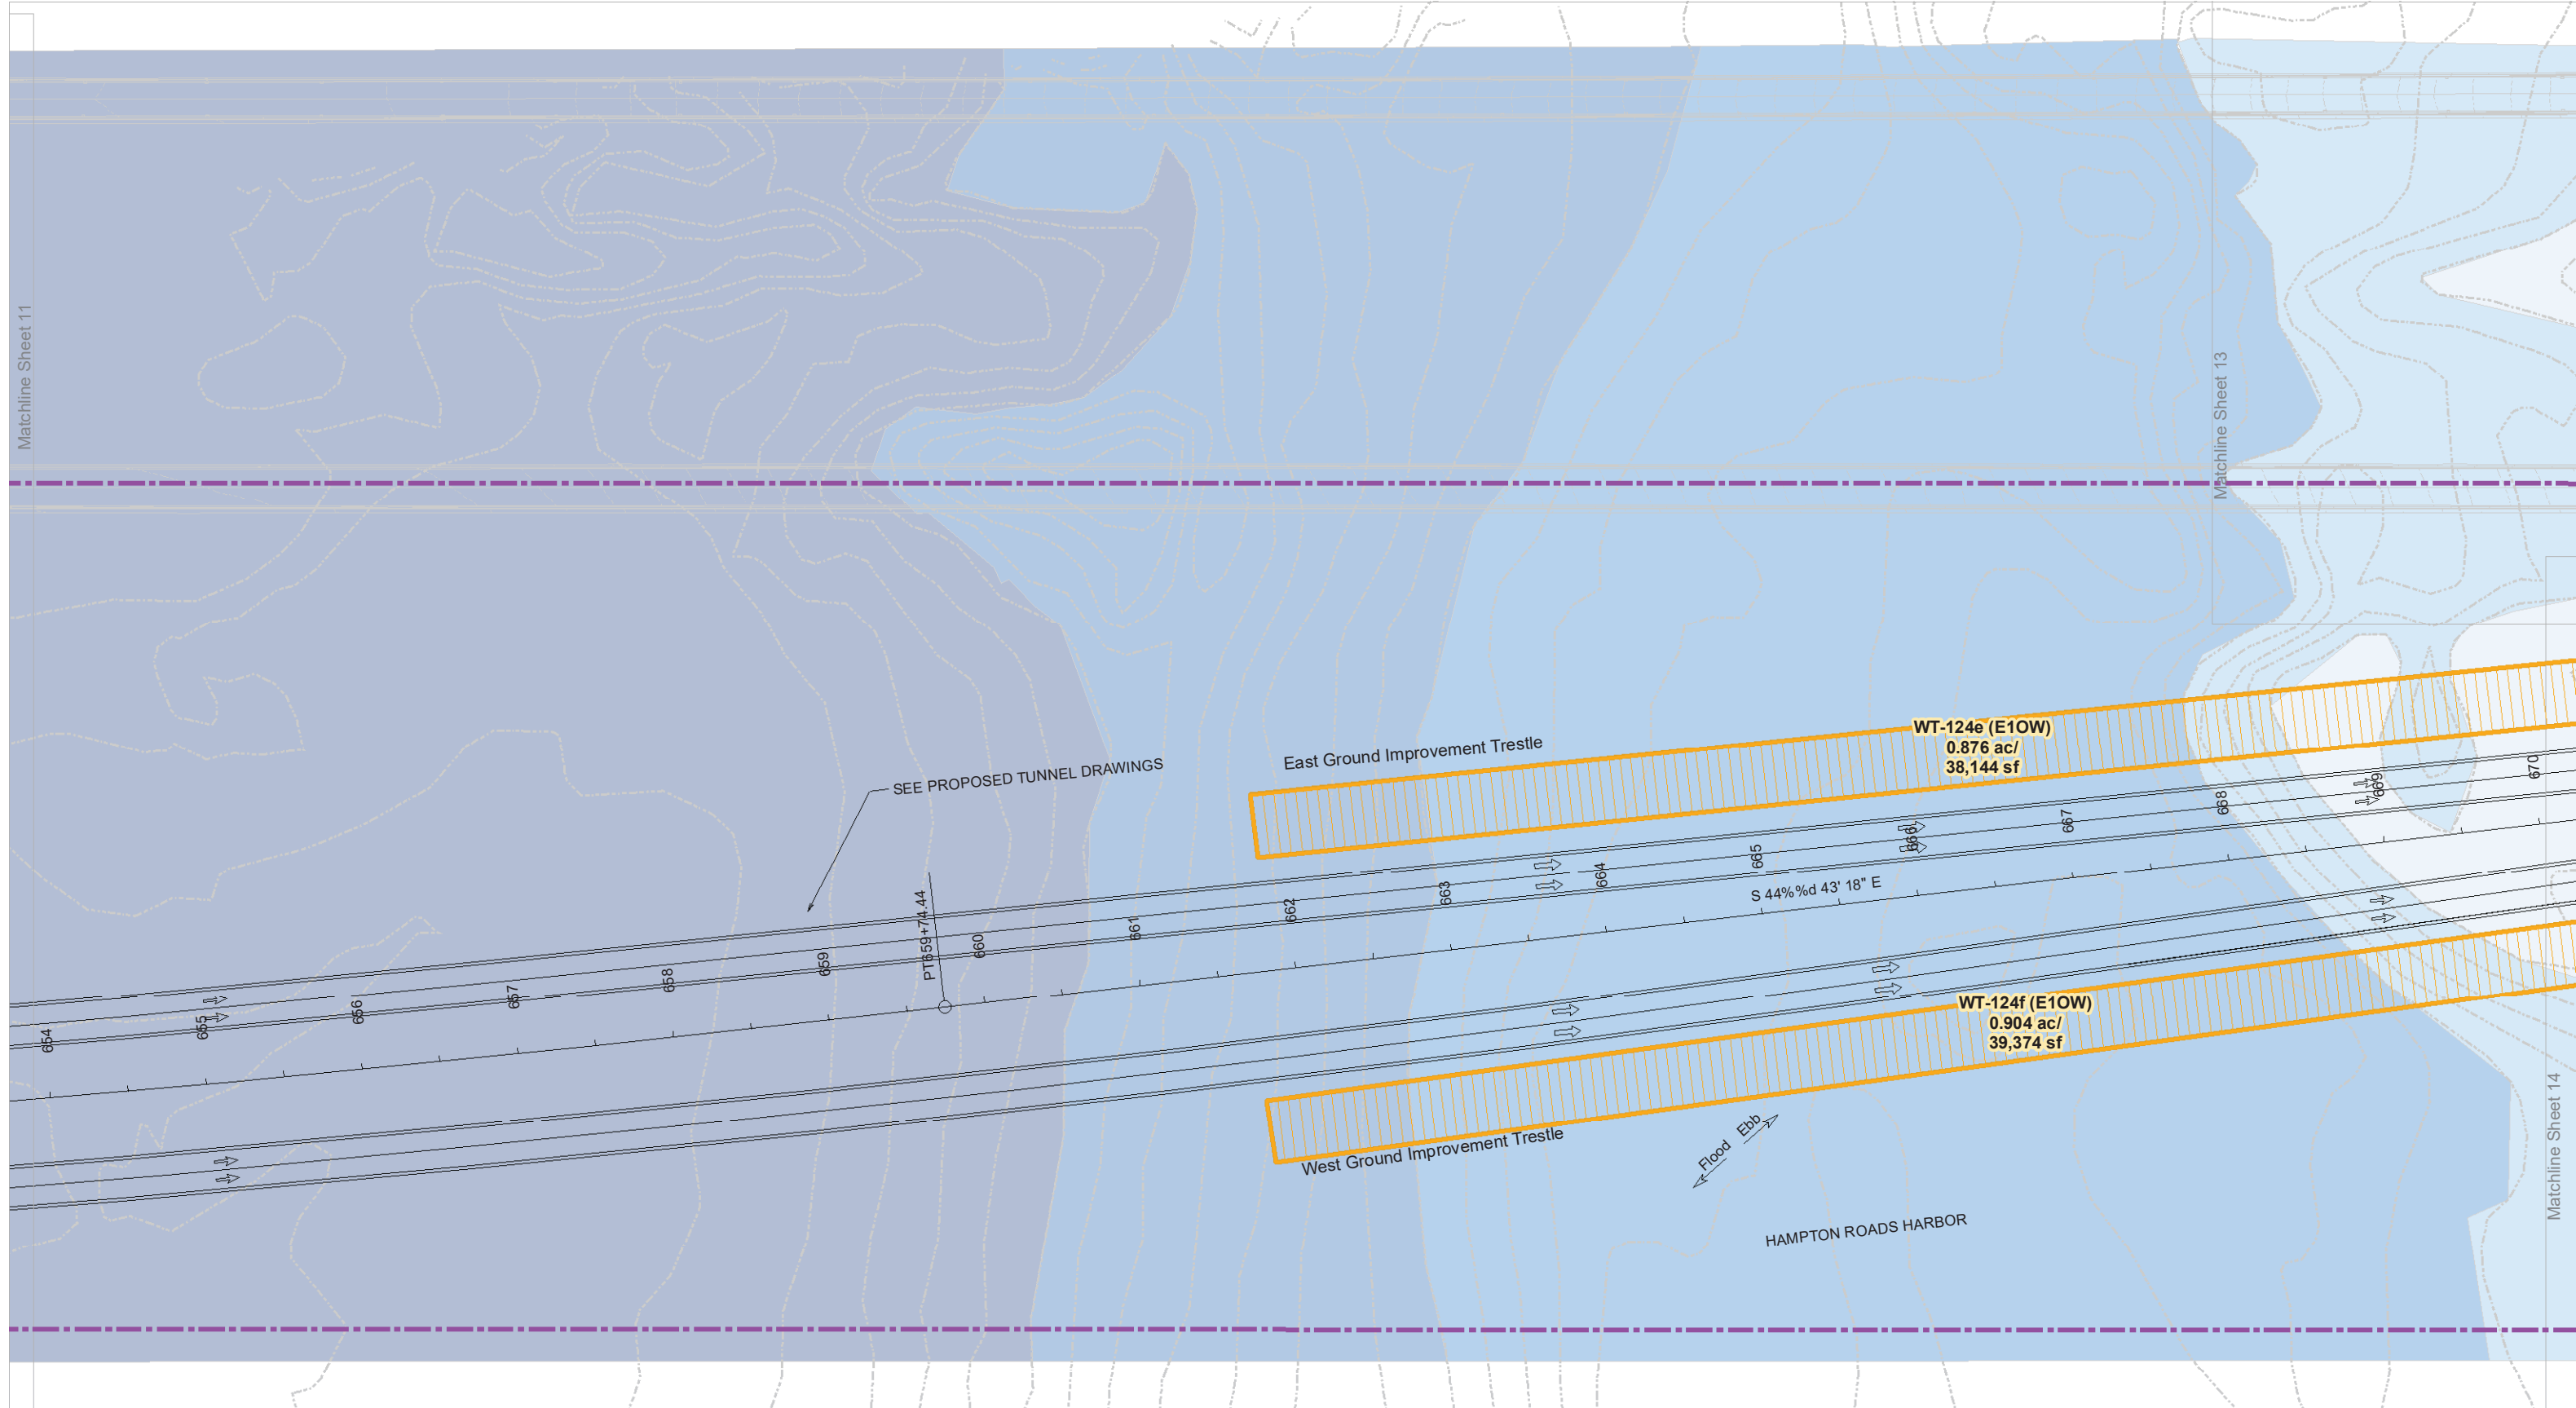 Matchline Sheet 11
Matchline Sheet 13
East Ground Improvement Trestle
WT-124e (E1OW)
0.876 ac/
38,144 sf
SEE PROPOSED TUNNEL DRAWINGS
654
655
656
657
658
659
PT659+74.44
660
661
662
663
664
665
666
667
668
669
670
S 44%%d 43' 18" E
WT-124f (E1OW)
0.904 ac/
39,374 sf
West Ground Improvement Trestle
Flood
Ebb
HAMPTON ROADS HARBOR
Matchline Sheet 14